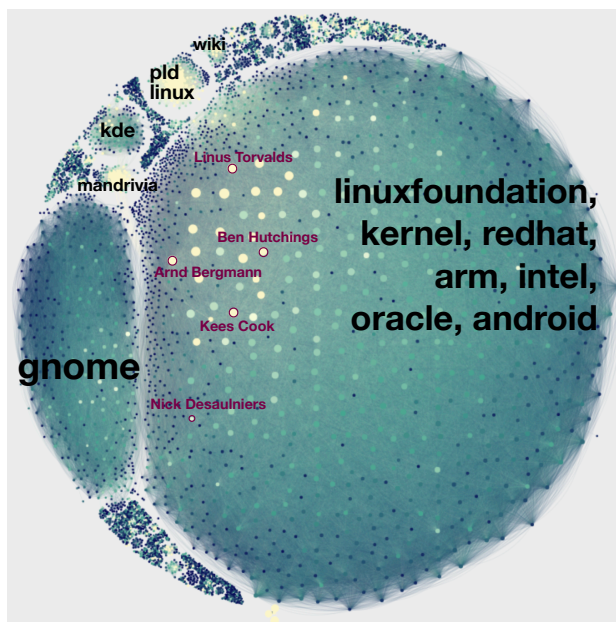 wiki
pld
linux
kde
mandrivia
Linus Torvalds
linuxfoundation,
kernel, redhat,
arm, intel,
oracle, android
Ben Hutchings
Arnd Bergmann
Kees Cook
gnome
Nick Desaulniers